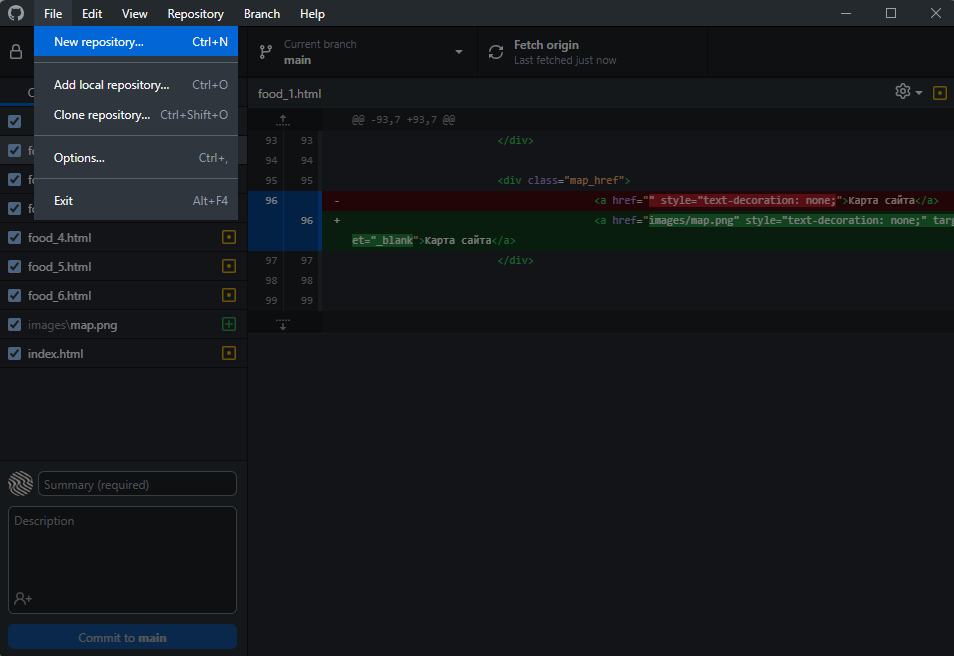 File Edit View Repository Branch Help
New repository... Ctrl+N
Add local repository... Ctrl+O
Clone repository... Ctrl+Shift+O
Options... Ctrl+,
Exit Alt+F4
Current branch
main
Fetch origin
Last fetched just now
food_4.html
food_5.html
food_6.html
images\map.png
index.html
Summary (required)
Description
Commit to main
food_1.html
@@ -93,7 +93,7 @@
93 93 </div>
94 94
95 95 <div class="map_href">
96 - <a href="" style="text-decoration: none;">Карта сайта</a>
96 + <a href="images/map.png" style="text-decoration: none;" targ
et="_blank">Карта сайта</a>
97 97 </div>
98 98
99 99